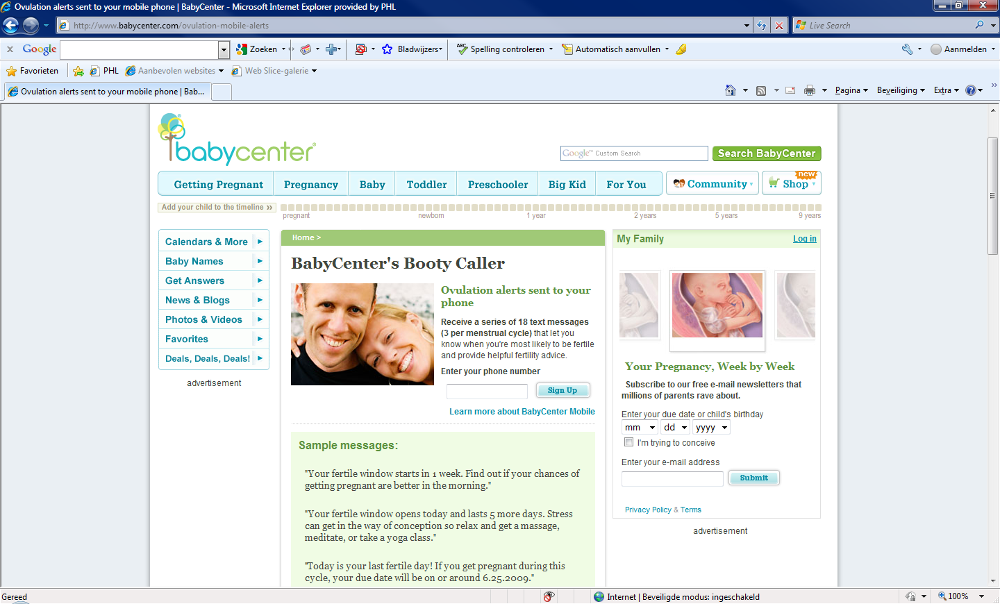 Ovulation alerts sent to your mobile phone | BabyCenter - Microsoft Internet Explorer provided by PHL
http://www.babycenter.com/ovulation-mobile-alerts
Live Search
x Google Zoeken Bladwijzers ABC Spelling controleren Automatisch aanvullen Aanmelden
Favorieten PHL Aanbevolen websites Web Slice-galerie
Ovulation alerts sent to your mobile phone | Bab...
Pagina Beveiliging Extra
babycenter®
Google™ Custom Search
Search BabyCenter
Getting Pregnant Pregnancy Baby Toddler Preschooler Big Kid For You Community Shop new
Add your child to the timeline »
pregnant newborn 1 year 2 years 5 years 9 years
Calendars & More
Baby Names
Get Answers
News & Blogs
Photos & Videos
Favorites
Deals, Deals, Deals!
advertisement
Home >
BabyCenter's Booty Caller
Ovulation alerts sent to your
phone
Receive a series of 18 text messages
(3 per menstrual cycle) that let you
know when you're most likely to be fertile
and provide helpful fertility advice.
Enter your phone number
Sign Up
Learn more about BabyCenter Mobile
Sample messages:
"Your fertile window starts in 1 week. Find out if your chances of
getting pregnant are better in the morning."
"Your fertile window opens today and lasts 5 more days. Stress
can get in the way of conception so relax and get a massage,
meditate, or take a yoga class."
"Today is your last fertile day! If you get pregnant during this
cycle, your due date will be on or around 6.25.2009."
My Family
Log in
Your Pregnancy, Week by Week
Subscribe to our free e-mail newsletters that
millions of parents rave about.
Enter your due date or child's birthday
mm dd yyyy
I'm trying to conceive
Enter your e-mail address
Submit
Privacy Policy & Terms
advertisement
Gereed
Internet | Beveiligde modus: ingeschakeld
100%